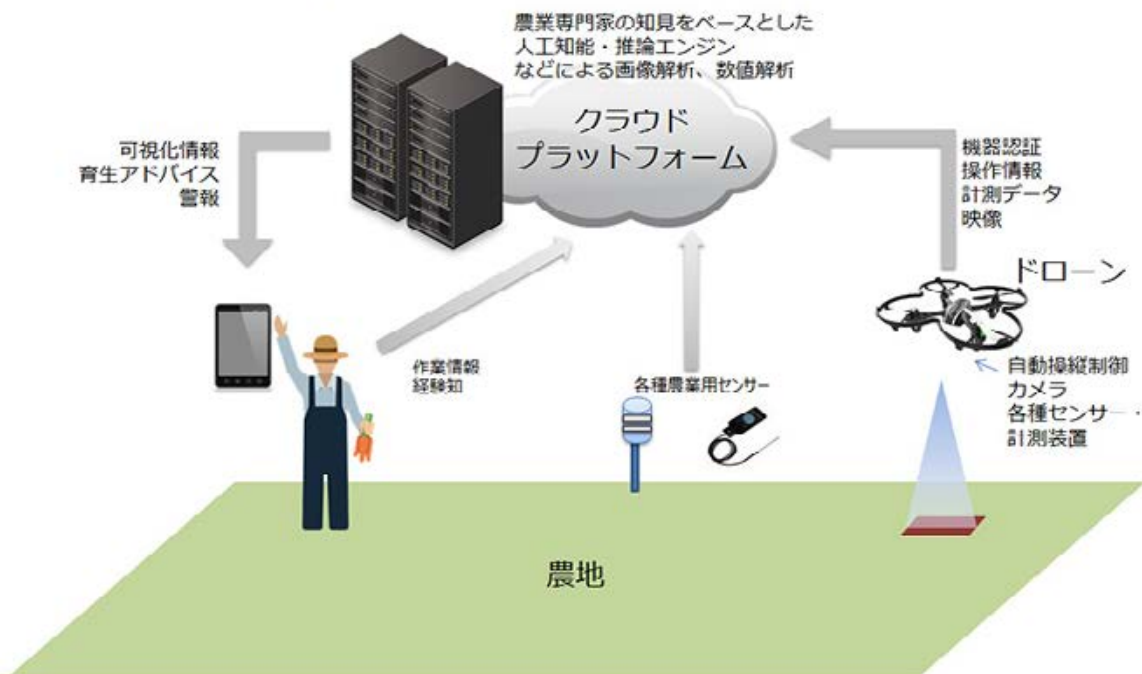 農業専門家の知見をベースとした
人工知能・推論エンジン
などによる画像解析、数値解析
クラウド
プラットフォーム
可視化情報
育生アドバイス
警報
機器認証
操作情報
計測データ
映像
ドローン
作業情報
経験知
各種農業用センサー
自動操縦制御
カメラ
各種センサー・
計測装置
農地